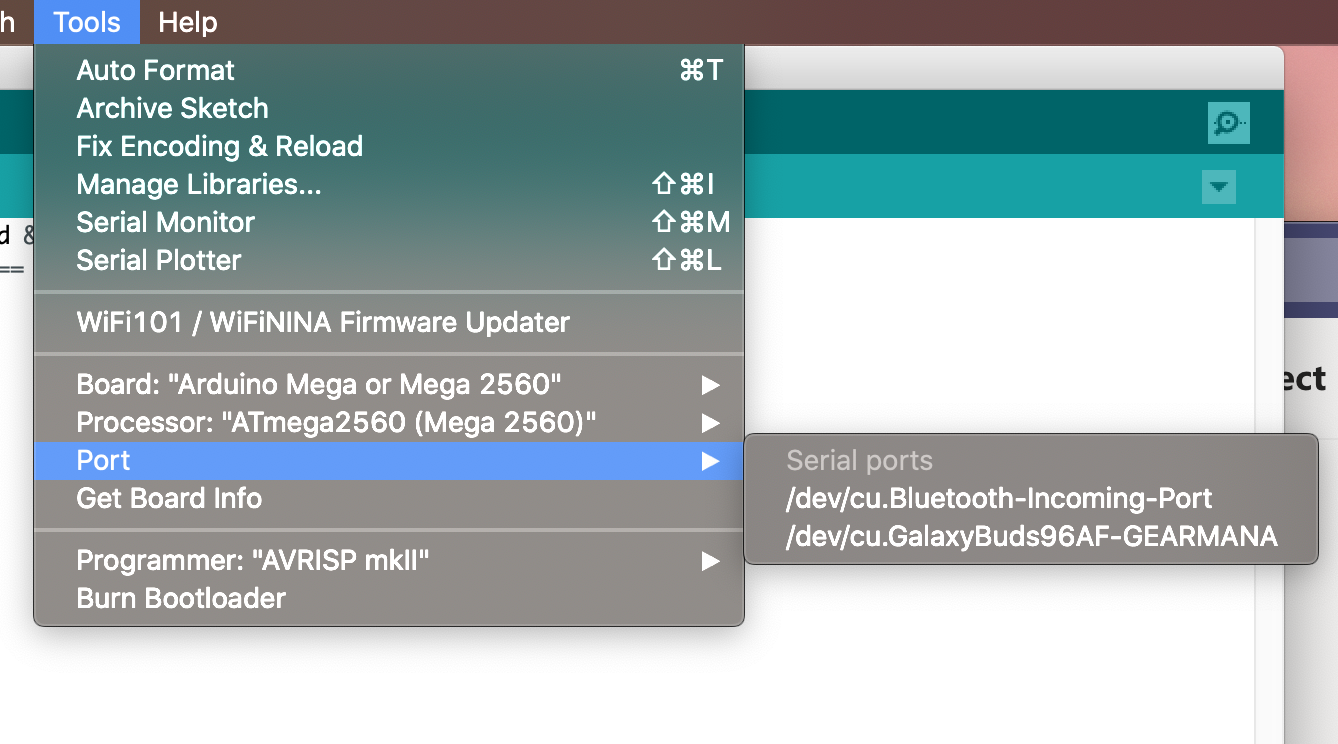 h Tools Help
Auto Format ⌘T
Archive Sketch
Fix Encoding & Reload
Manage Libraries... ⇧⌘I
Serial Monitor ⇧⌘M
Serial Plotter ⇧⌘L
d &
==
WiFi101 / WiFiNINA Firmware Updater
Board: "Arduino Mega or Mega 2560"
Processor: "ATmega2560 (Mega 2560)"
Port
Get Board Info
Programmer: "AVRISP mkII"
Burn Bootloader
Serial ports
/dev/cu.Bluetooth-Incoming-Port
/dev/cu.GalaxyBuds96AF-GEARMANA
ect